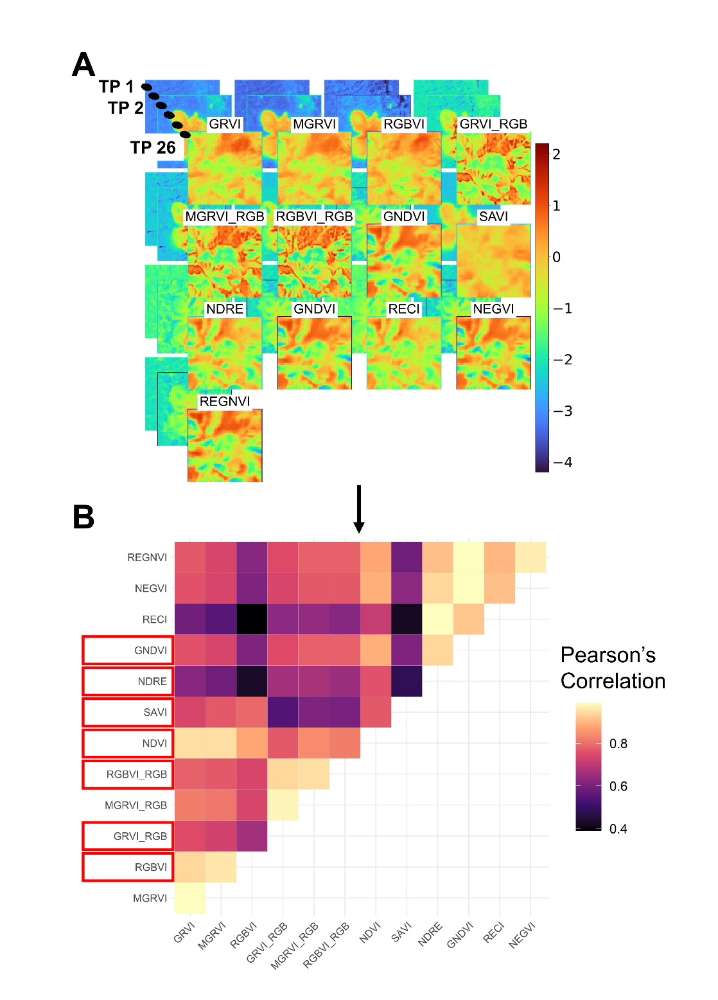 A
TP 1
TP 2
TP 26
GRVI
MGRVI
RGBVI
GRVI_RGB
MGRVI_RGB
RGBVI_RGB
GNDVI
SAVI
NDRE
GNDVI
RECI
NEGVI
REGNVI
2
1
0
−1
−2
−3
−4
B
REGNVI
NEGVI
RECI
GNDVI
NDRE
SAVI
NDVI
RGBVI_RGB
MGRVI_RGB
GRVI_RGB
RGBVI
MGRVI
GRVI
MGRVI
RGBVI
GRVI_RGB
MGRVI_RGB
RGBVI_RGB
NDVI
SAVI
NDRE
GNDVI
RECI
NEGVI
Pearson's
Correlation
0.8
0.6
0.4